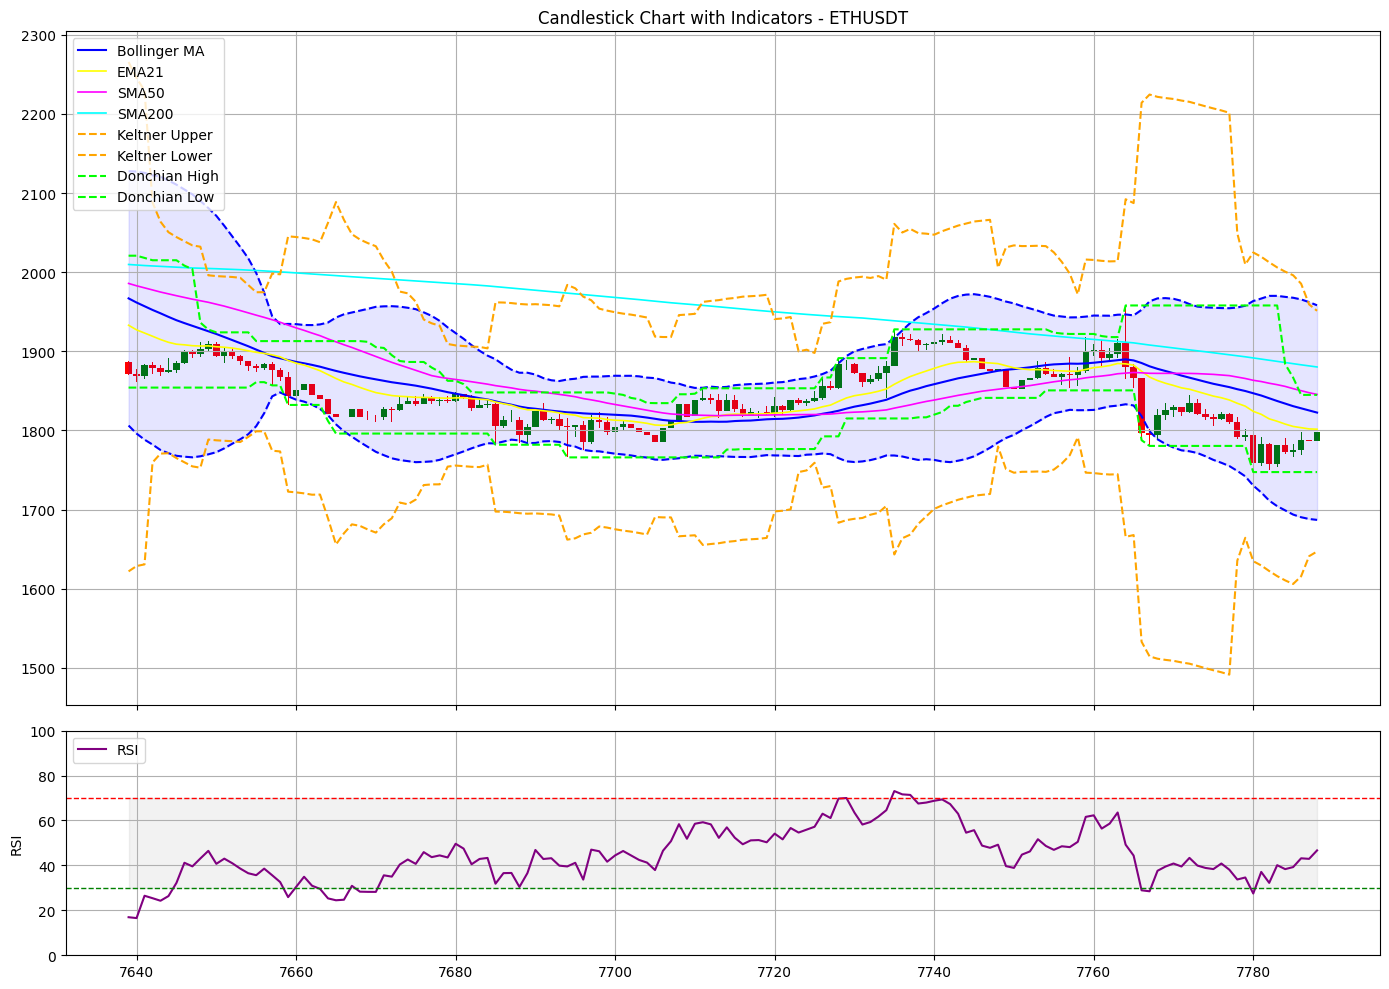 Candlestick Chart with Indicators - ETHUSDT
2300
2200
2100
2000
1900
1800
1700
1600
1500
Bollinger MA
EMA21
SMA50
SMA200
Keltner Upper
Keltner Lower
Donchian High
Donchian Low
100
80
60
40
20
0
RSI
RSI
7640
7660
7680
7700
7720
7740
7760
7780